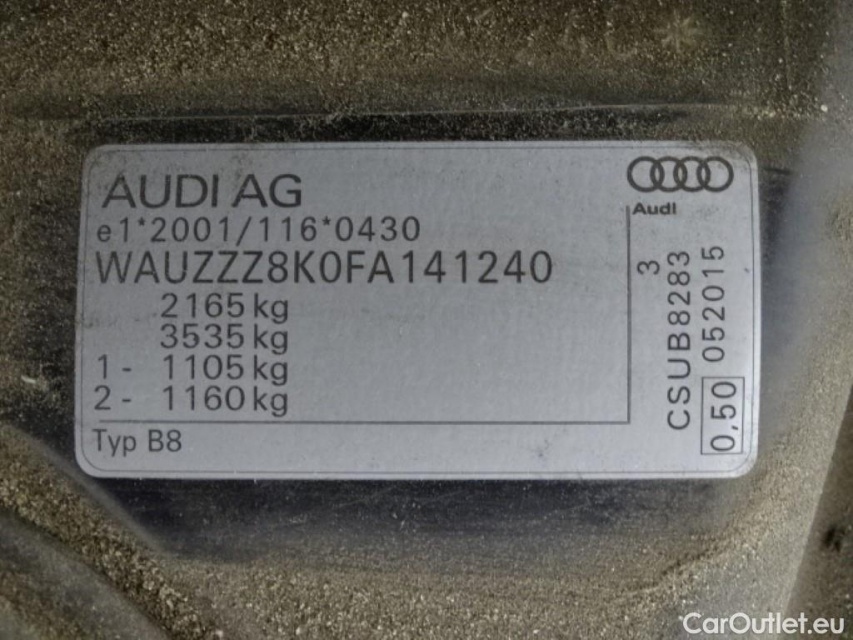 AUDI AG
e1*2001/116*0430
WAUZZZ8K0FA141240
2165 kg
3535 kg
1 - 1105 kg
2 - 1160 kg
Typ B8
Audi
3
CSUB8283
0,50 052015
CarOutlet.eu